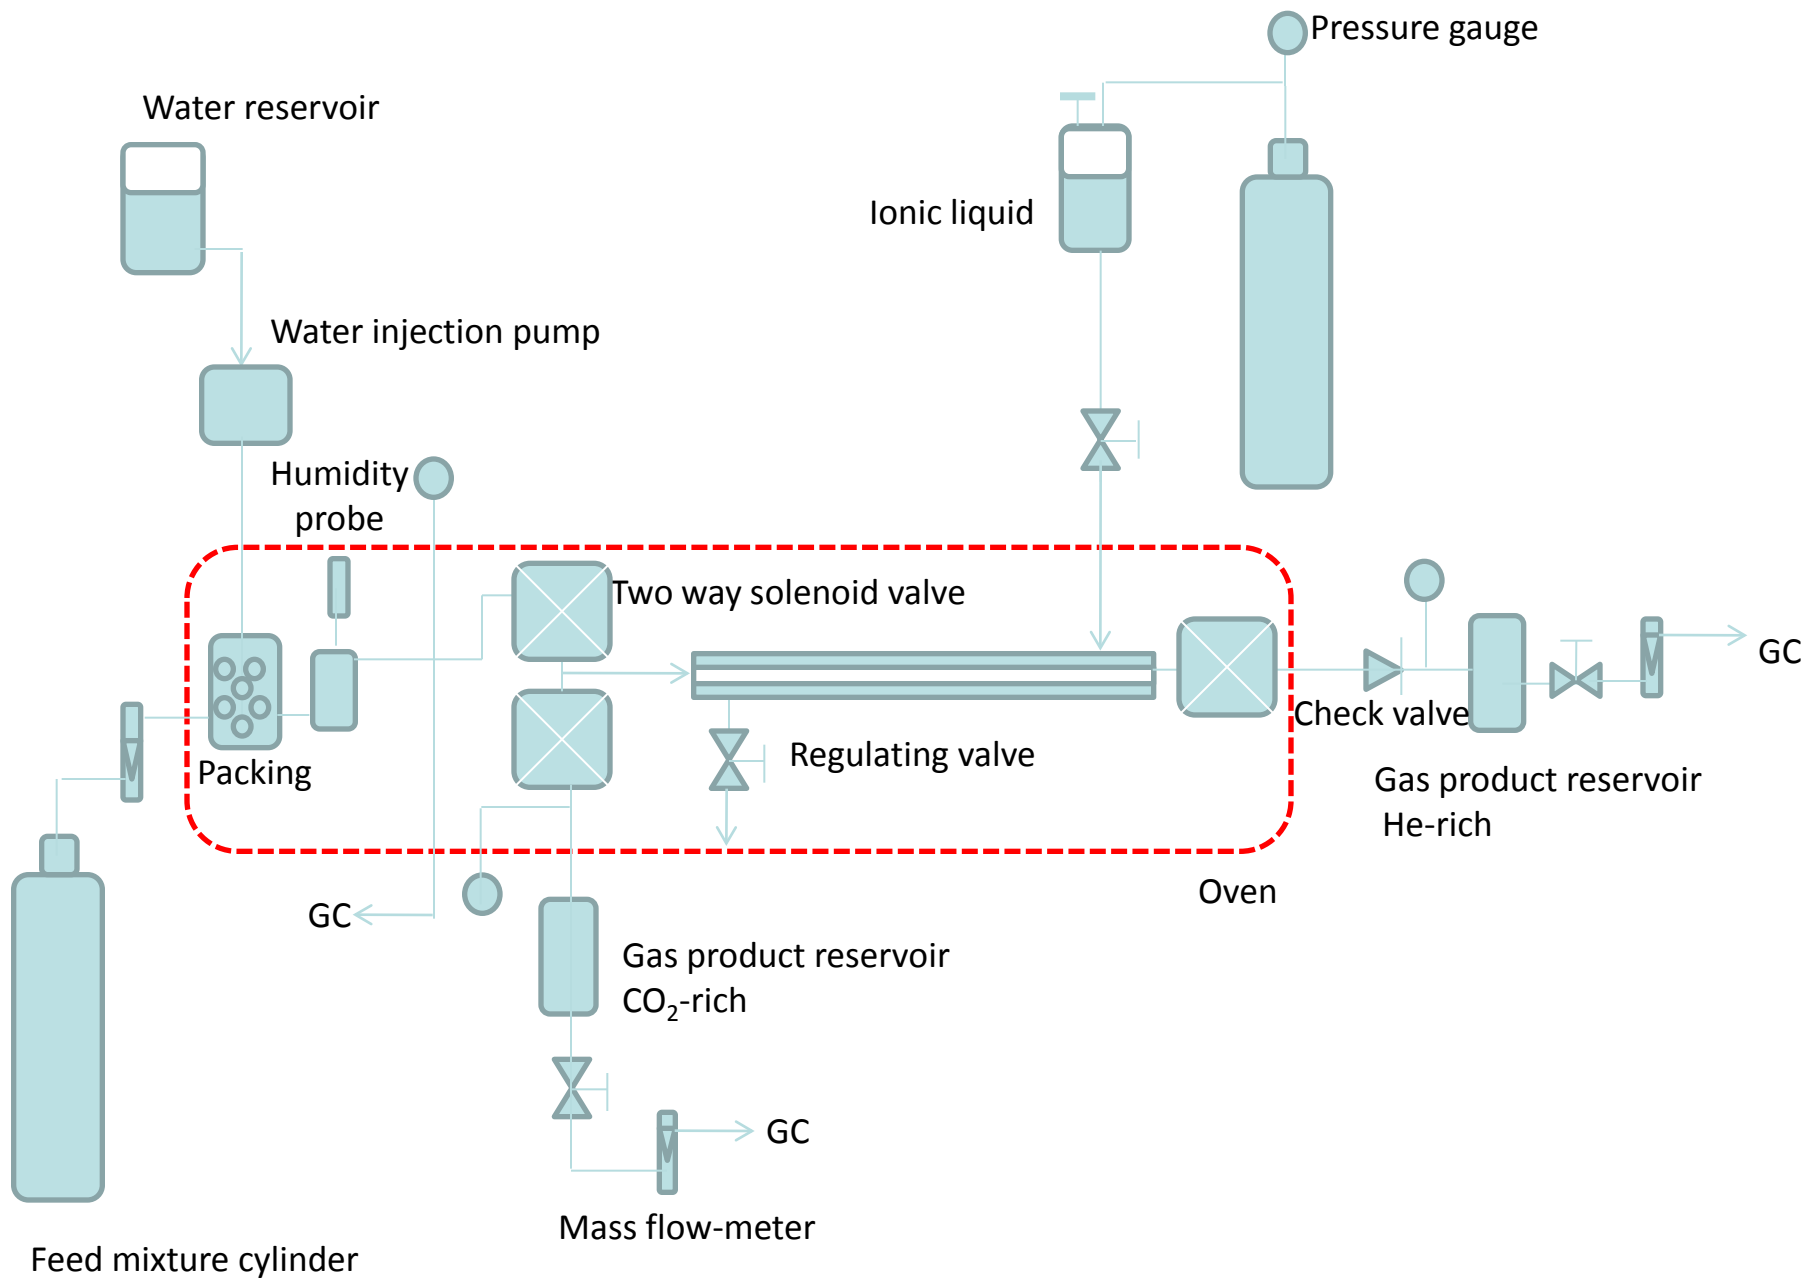 Pressure gauge
Water reservoir
Ionic liquid
Water injection pump
Humidity
probe
Two way solenoid valve
GC
Check valve
Packing
Regulating valve
Gas product reservoir
He-rich
Oven
GC
Gas product reservoir
CO₂-rich
GC
Mass flow-meter
Feed mixture cylinder